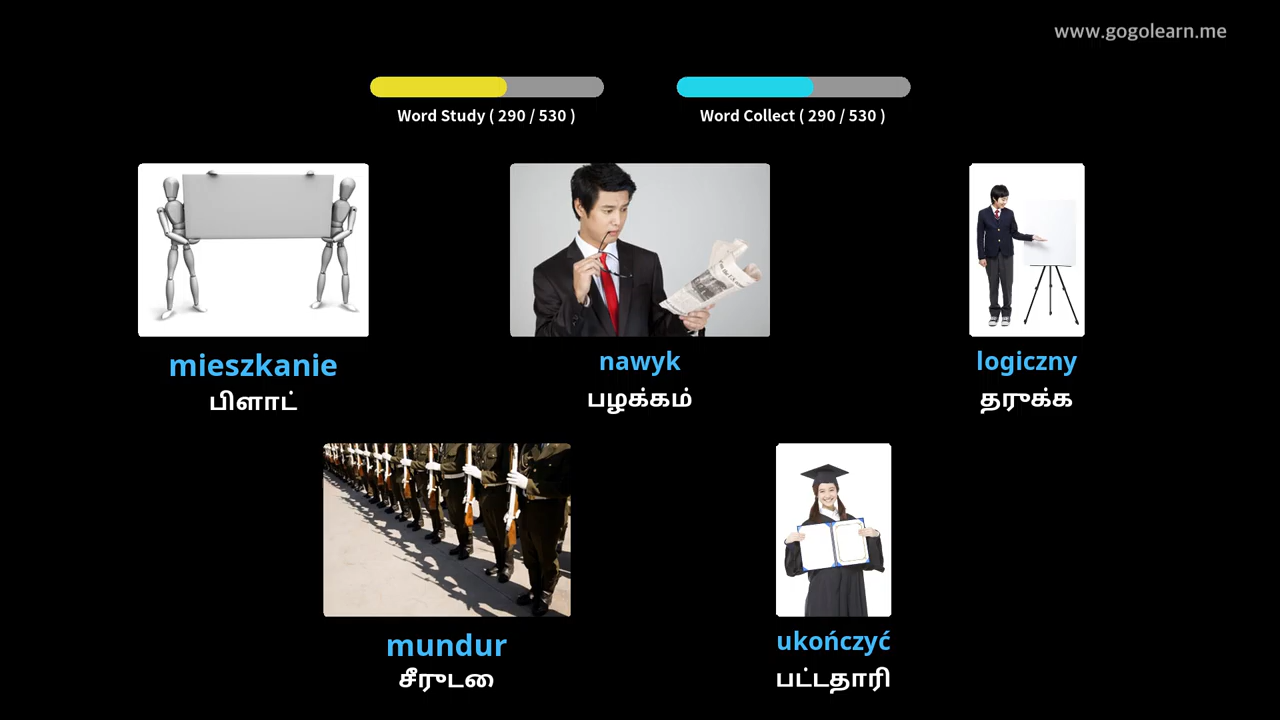 www.gogolearn.me
Word Study ( 290 / 530 )
Word Collect ( 290 / 530 )
mieszkanie
பிளாட்
nawyk
பழக்கம்
logiczny
தருக்க
mundur
சீருடை
ukończyć
பட்டதாரி